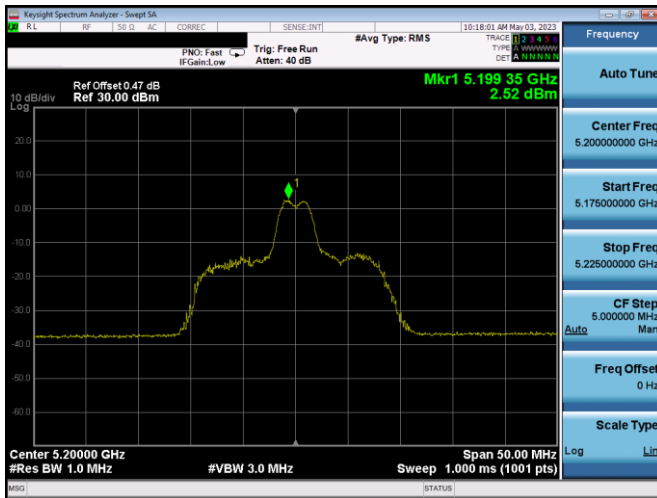 Keysight Spectrum Analyzer - Swept SA
RL RF 50 Ω AC CORREC SENSE:INT 10:18:01 AM May 03, 2023
#Avg Type: RMS
TRACE 1 2 3 4 5 6
TYPE A WWWWW
DET A N N N N N
PNO: Fast
IFGain:Low
Trig: Free Run
Atten: 40 dB
Mkr1 5.199 35 GHz
2.52 dBm
Ref Offset 0.47 dB
Ref 30.00 dBm
10 dB/div
Log
20.0
10.0
0.00
-10.0
-20.0
-30.0
-40.0
-50.0
-60.0
1
Center 5.20000 GHz
Span 50.00 MHz
#Res BW 1.0 MHz
#VBW 3.0 MHz
Sweep 1.000 ms (1001 pts)
MSG
STATUS
Frequency
Auto Tune
Center Freq
5.200000000 GHz
Start Freq
5.175000000 GHz
Stop Freq
5.225000000 GHz
CF Step
5.000000 MHz
Auto Man
Freq Offset
0 Hz
Scale Type
Log Lin